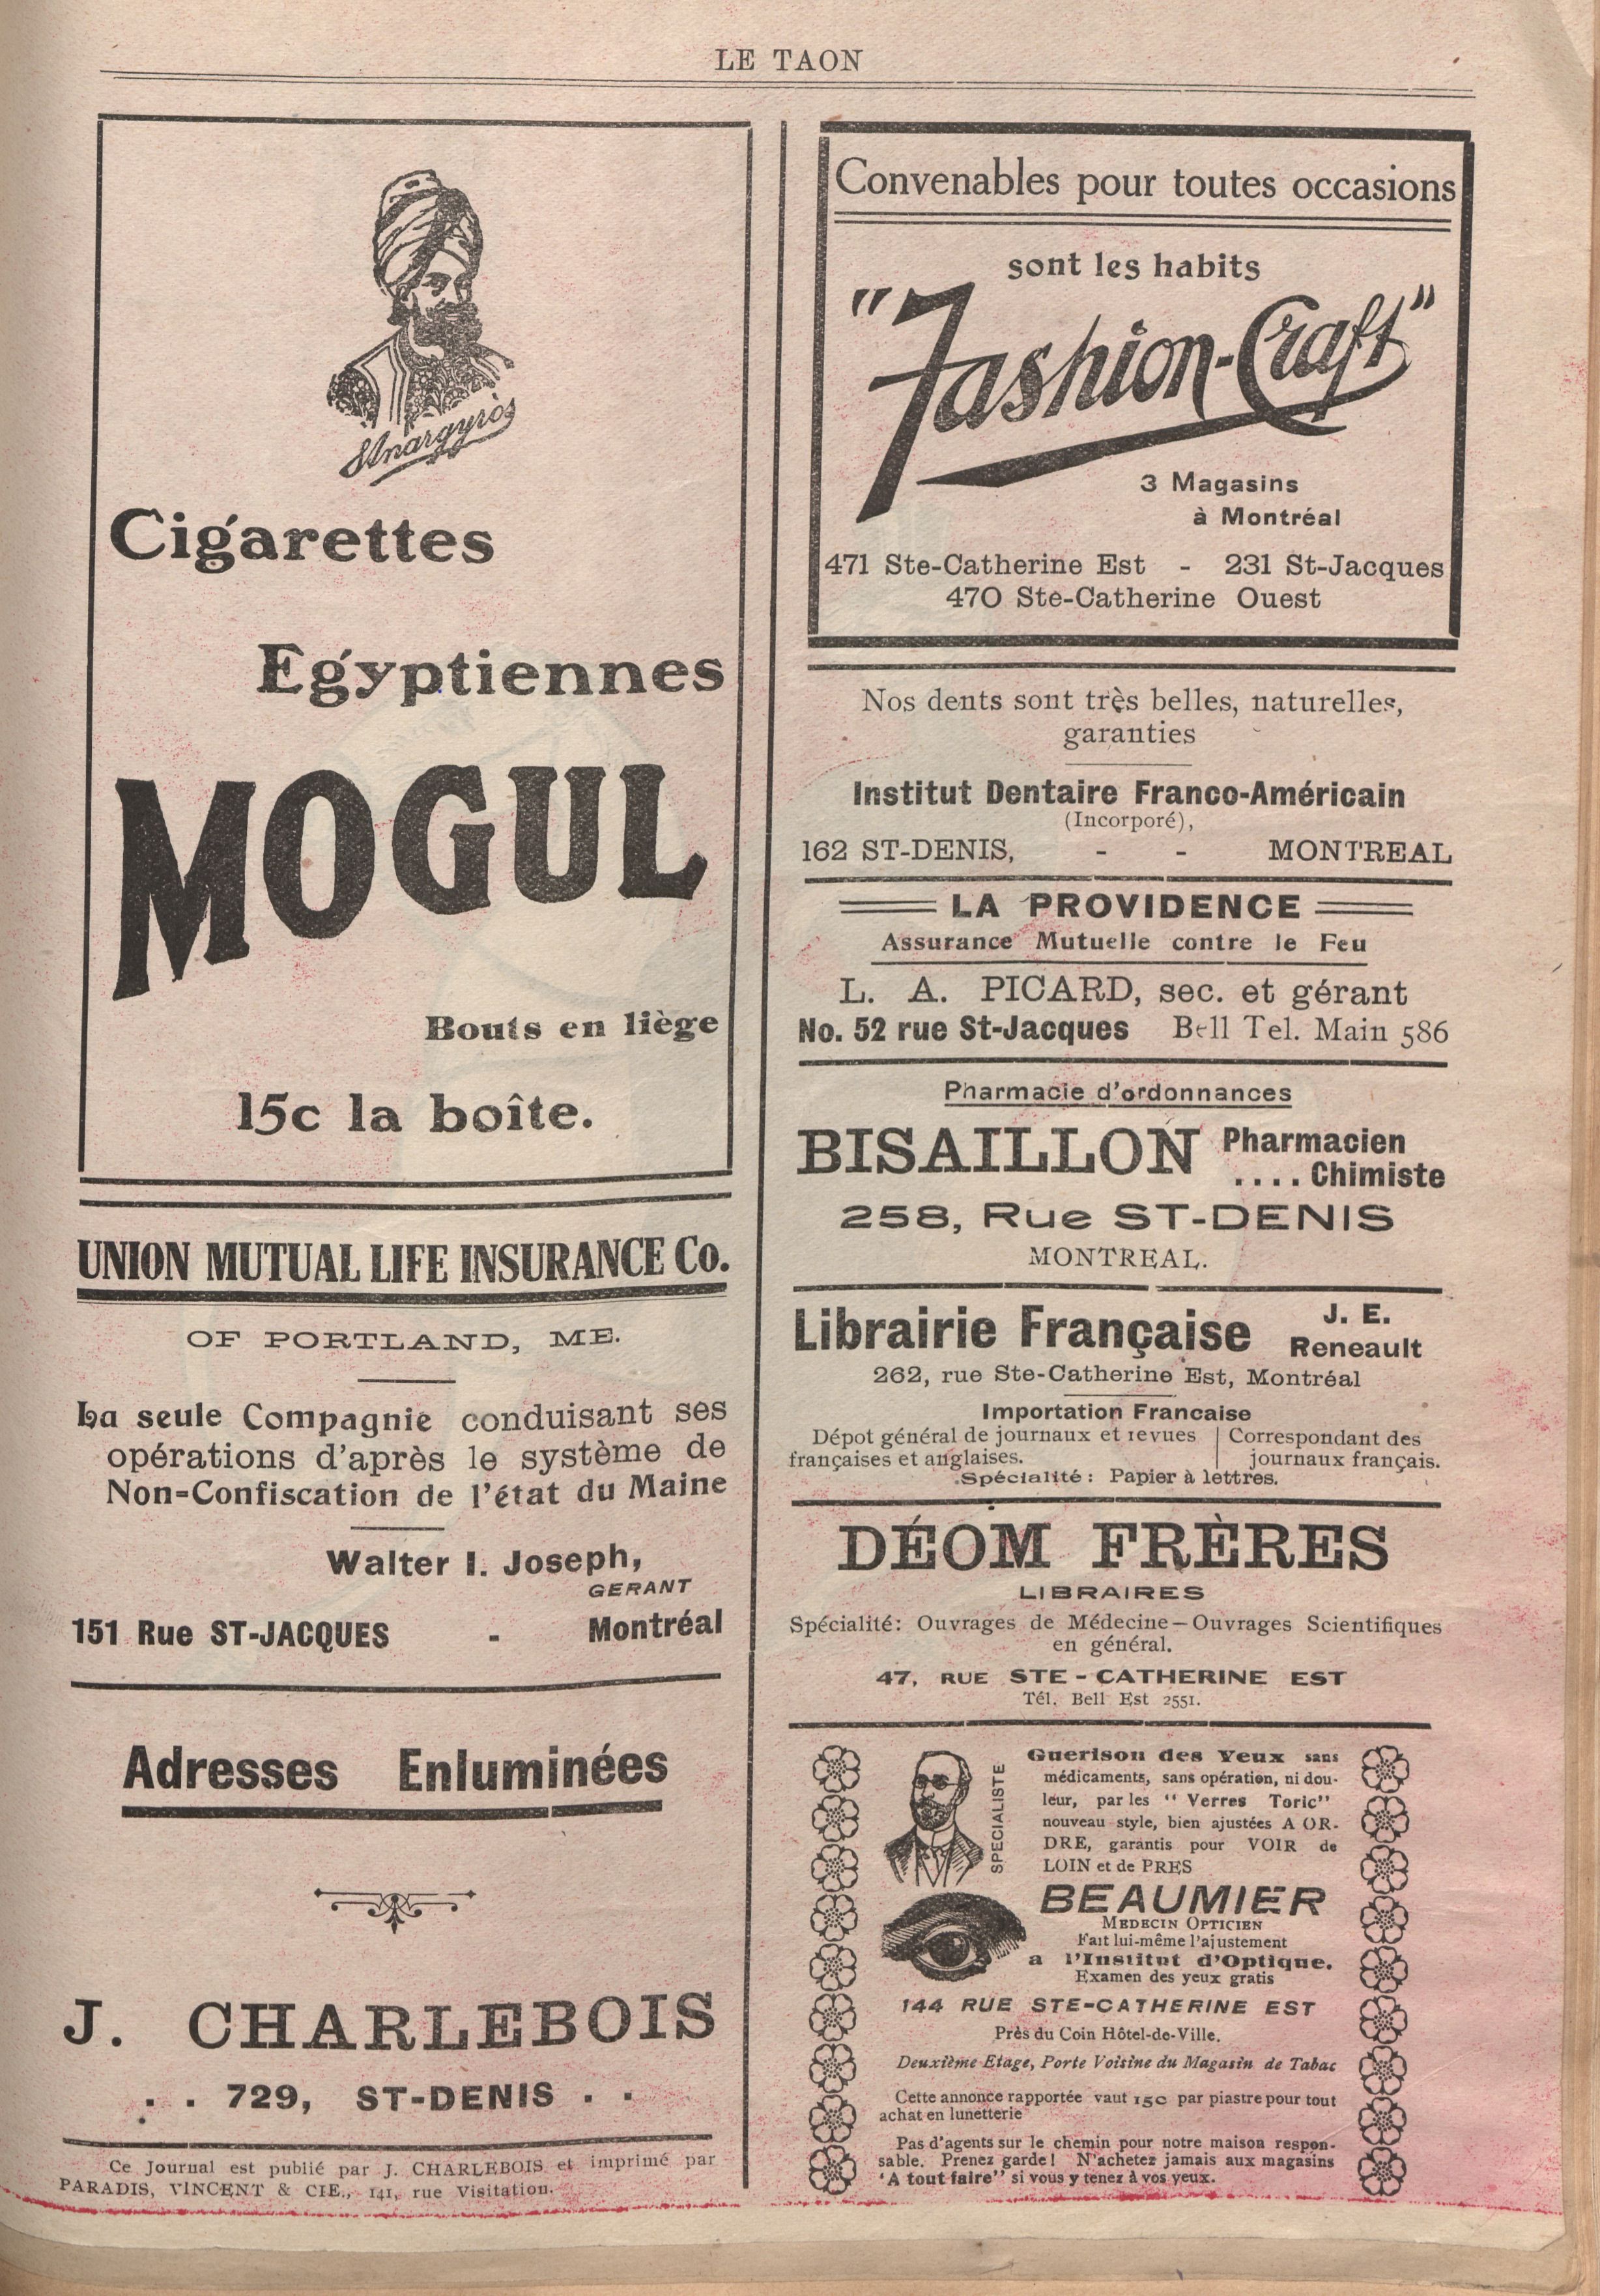 LE TAON
S. Anargyros
Cigarettes
Egyptiennes
MOGUL
Bouts en liège
15c la boîte.
UNION MUTUAL LIFE INSURANCE Co.
OF PORTLAND, ME.
La seule Compagnie conduisant ses
opérations d'après le système de
Non-Confiscation de l'état du Maine
Walter I. Joseph,
GERANT
151 Rue ST-JACQUES - Montréal
Adresses Enluminées
J. CHARLEBOIS
. . 729, ST-DENIS . .
Ce Journal est publié par J. CHARLEBOIS et imprimé par
PARADIS, VINCENT & CIE., 141, rue Visitation.
Convenables pour toutes occasions
sont les habits
"Fashion-Craft"
3 Magasins
à Montréal
471 Ste-Catherine Est - 231 St-Jacques
470 Ste-Catherine Ouest
Nos dents sont très belles, naturelles,
garanties
Institut Dentaire Franco-Américain
(Incorporé),
162 ST-DENIS, - - MONTREAL
LA PROVIDENCE
Assurance Mutuelle contre le Feu
L. A. PICARD, sec. et gérant
No. 52 rue St-Jacques Bell Tel. Main 586
Pharmacie d'ordonnances
BISAILLON Pharmacien
.... Chimiste
258, Rue ST-DENIS
MONTREAL.
Librairie Française J. E.
Reneault
262, rue Ste-Catherine Est, Montréal
Importation Francaise
Dépot général de journaux et revues
françaises et anglaises.
Correspondant des
journaux français.
Spécialité: Papier à lettres.
DÉOM FRÈRES
LIBRAIRES
Spécialité: Ouvrages de Médecine—Ouvrages Scientifiques
en général.
47, RUE STE-CATHERINE EST
Tél. Bell Est 2551.
SPECIALISTE
Guerison des Yeux sans
médicaments, sans opération, ni dou-
leur, par les "Verres Toric"
nouveau style, bien ajustées A OR-
DRE, garantis pour VOIR de
LOIN et de PRES
BEAUMIER
MEDECIN OPTICIEN
Fait lui-même l'ajustement
a l'Institut d'Optique.
Examen des yeux gratis
144 RUE STE-CATHERINE EST
Près du Coin Hôtel-de-Ville.
Deuxième Etage, Porte Voisine du Magasin de Tabac
Cette annonce rapportée vaut 15c par piastre pour tout
achat en lunetterie
Pas d'agents sur le chemin pour notre maison respon-
sable. Prenez garde! N'achetez jamais aux magasins
'A tout faire" si vous y tenez à vos yeux.